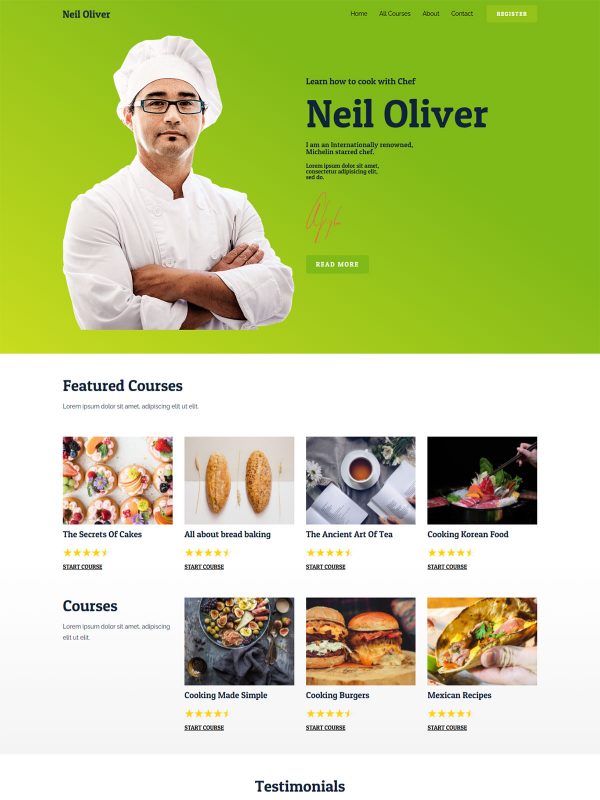 Neil Oliver
Home All Courses About Contact REGISTER
Learn how to cook with Chef
Neil Oliver
I am an Internationally renowned,
Michelin starred chef.
Lorem ipsum dolor sit amet,
consectetur adipisicing elit,
sed do.
READ MORE
Featured Courses
Lorem ipsum dolor sit amet, adipiscing elit ut elit.
The Secrets Of Cakes
START COURSE
All about bread baking
START COURSE
The Ancient Art Of Tea
START COURSE
Cooking Korean Food
START COURSE
Courses
Lorem ipsum dolor sit amet, adipiscing
elit ut elit.
Cooking Made Simple
START COURSE
Cooking Burgers
START COURSE
Mexican Recipes
START COURSE
Testimonials